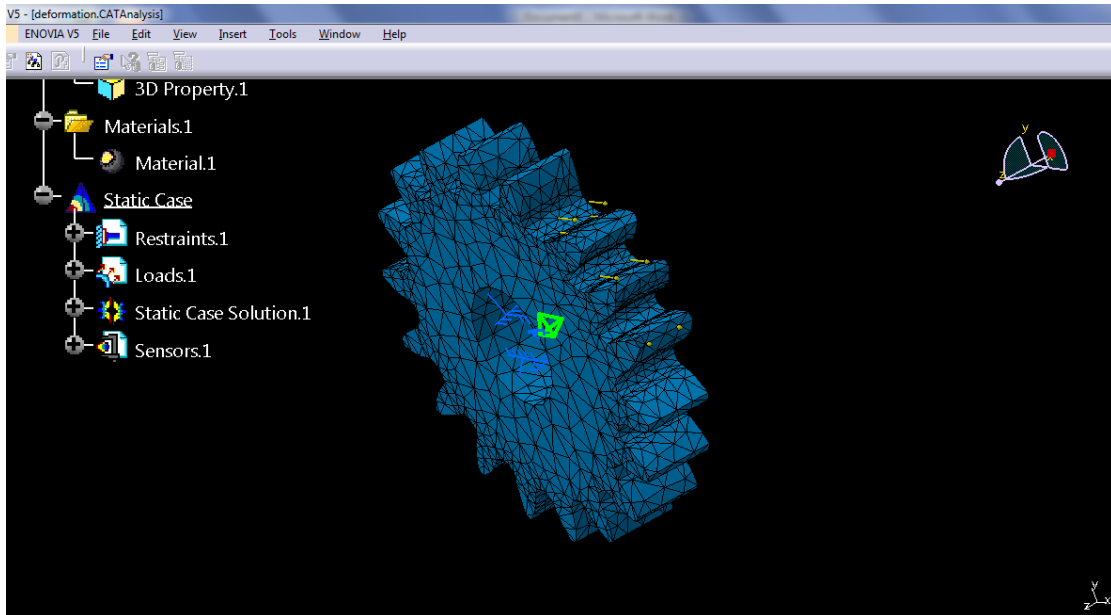 V5 - [deformation.CATAnalysis]
ENOVIA V5 File Edit View Insert Tools Window Help
3D Property.1
Materials.1
Material.1
Static Case
Restraints.1
Loads.1
Static Case Solution.1
Sensors.1
y
z
y
z x